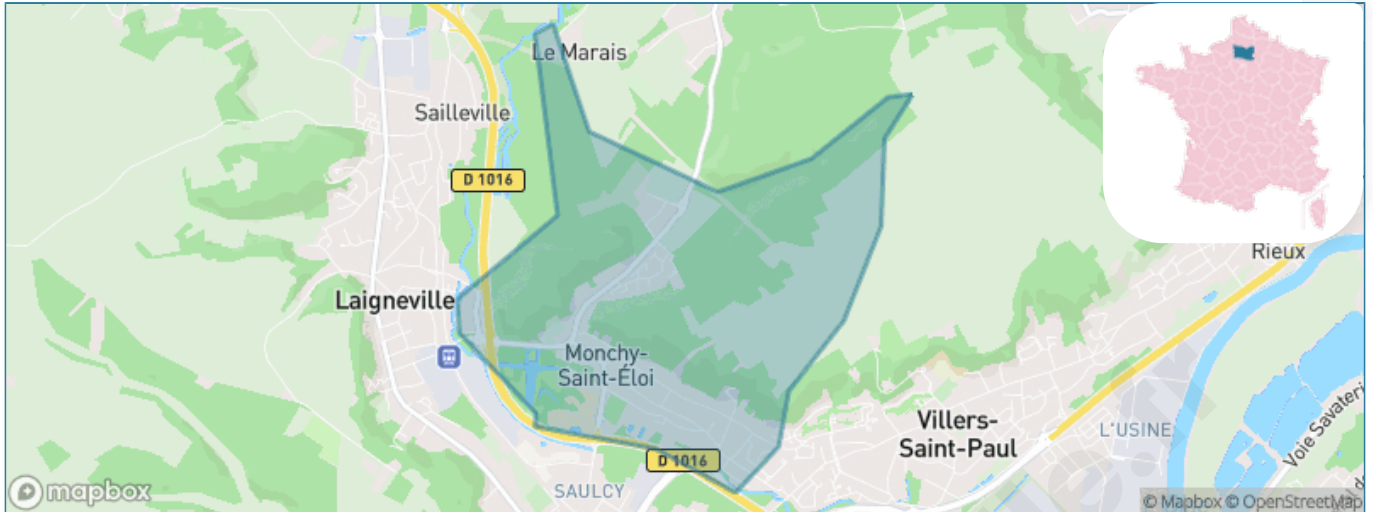 Le Marais
Sailleville
D 1016
Rieux
Laigneville
Monchy-
Saint-Éloi
Villers-
Saint-Paul
L'USINE
D 1016
SAULCY
Voie Savaterie
mapbox
© Mapbox © OpenStreetMap